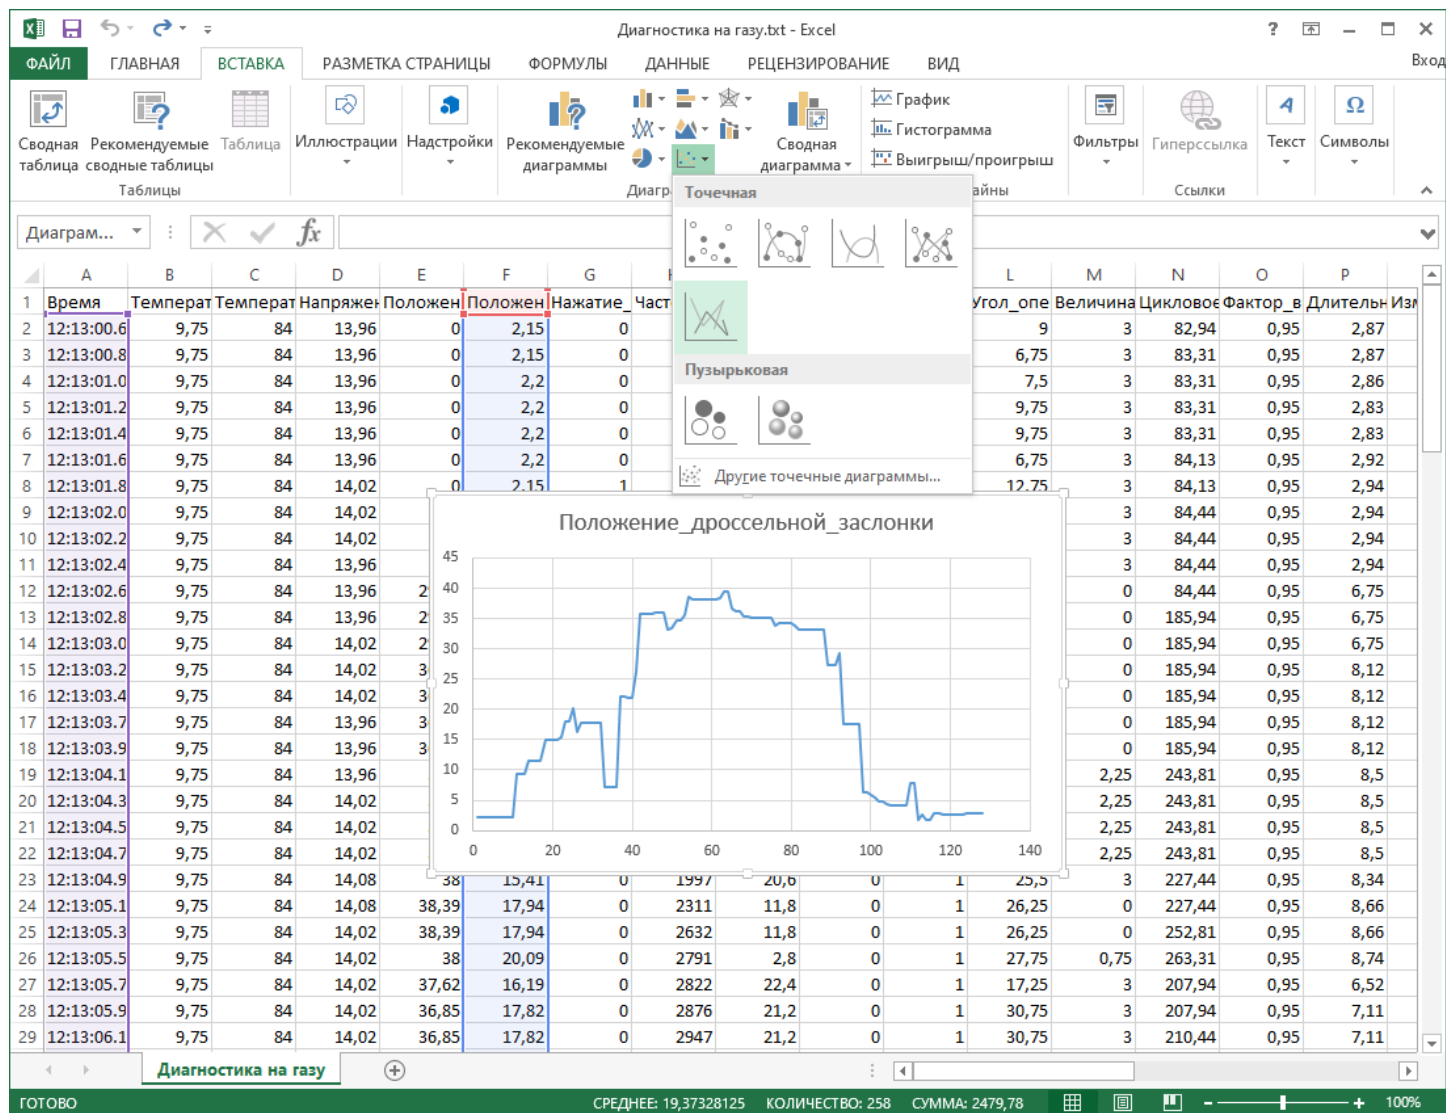 Диагностика на газу.txt - Excel
ФАЙЛ ГЛАВНАЯ ВСТАВКА РАЗМЕТКА СТРАНИЦЫ ФОРМУЛЫ ДАННЫЕ РЕЦЕНЗИРОВАНИЕ ВИД Вход
Сводная таблица Рекомендуемые сводные таблицы Таблица Иллюстрации Надстройки Рекомендуемые диаграммы Сводная диаграмма График
Гистограмма
Выигрыш/проигрыш
Фильтры Гиперссылка Текст Символы
Таблицы Диагр айны Ссылки
Точечная
Пузырьковая
Другие точечные диаграммы...
Диаграм... fx
A B C D E F G L M N O P
1 Время Температ Температ Напряжен Положен Положен Нажатие_ Част Угол_опе Величина Цикловое Фактор_в Длительн Изм
2 12:13:00.6 9,75 84 13,96 0 2,15 0 9 3 82,94 0,95 2,87
3 12:13:00.8 9,75 84 13,96 0 2,15 0 6,75 3 83,31 0,95 2,87
4 12:13:01.0 9,75 84 13,96 0 2,2 0 7,5 3 83,31 0,95 2,86
5 12:13:01.2 9,75 84 13,96 0 2,2 0 9,75 3 83,31 0,95 2,83
6 12:13:01.4 9,75 84 13,96 0 2,2 0 9,75 3 83,31 0,95 2,83
7 12:13:01.6 9,75 84 13,96 0 2,2 0 6,75 3 84,13 0,95 2,92
8 12:13:01.8 9,75 84 14,02 0 2,15 1 12,75 3 84,13 0,95 2,94
9 12:13:02.0 9,75 84 14,02 3 84,44 0,95 2,94
10 12:13:02.2 9,75 84 14,02 3 84,44 0,95 2,94
11 12:13:02.4 9,75 84 13,96 3 84,44 0,95 2,94
12 12:13:02.6 9,75 84 13,96 2 0 84,44 0,95 6,75
13 12:13:02.8 9,75 84 13,96 2 0 185,94 0,95 6,75
14 12:13:03.0 9,75 84 14,02 2 0 185,94 0,95 6,75
15 12:13:03.2 9,75 84 14,02 3 0 185,94 0,95 8,12
16 12:13:03.4 9,75 84 14,02 3 0 185,94 0,95 8,12
17 12:13:03.7 9,75 84 13,96 3 0 185,94 0,95 8,12
18 12:13:03.9 9,75 84 13,96 3 0 185,94 0,95 8,12
19 12:13:04.1 9,75 84 13,96 2,25 243,81 0,95 8,5
20 12:13:04.3 9,75 84 14,02 2,25 243,81 0,95 8,5
21 12:13:04.5 9,75 84 14,02 2,25 243,81 0,95 8,5
22 12:13:04.7 9,75 84 14,02 2,25 243,81 0,95 8,5
23 12:13:04.9 9,75 84 14,08 38 15,41 0 1997 20,6 0 1 25,5 3 227,44 0,95 8,34
24 12:13:05.1 9,75 84 14,08 38,39 17,94 0 2311 11,8 0 1 26,25 0 227,44 0,95 8,66
25 12:13:05.3 9,75 84 14,02 38,39 17,94 0 2632 11,8 0 1 26,25 0 252,81 0,95 8,66
26 12:13:05.5 9,75 84 14,02 38 20,09 0 2791 2,8 0 1 27,75 0,75 263,31 0,95 8,74
27 12:13:05.7 9,75 84 14,02 37,62 16,19 0 2822 22,4 0 1 17,25 3 207,94 0,95 6,52
28 12:13:05.9 9,75 84 14,02 36,85 17,82 0 2876 21,2 0 1 30,75 3 207,94 0,95 7,11
29 12:13:06.1 9,75 84 14,02 36,85 17,82 0 2947 21,2 0 1 30,75 3 210,44 0,95 7,11
Положение_дроссельной_заслонки
45
40
35
30
25
20
15
10
5
0
0 20 40 60 80 100 120 140
Диагностика на газу
ГОТОВО СРЕДНЕЕ: 19,37328125 КОЛИЧЕСТВО: 258 СУММА: 2479,78 100%